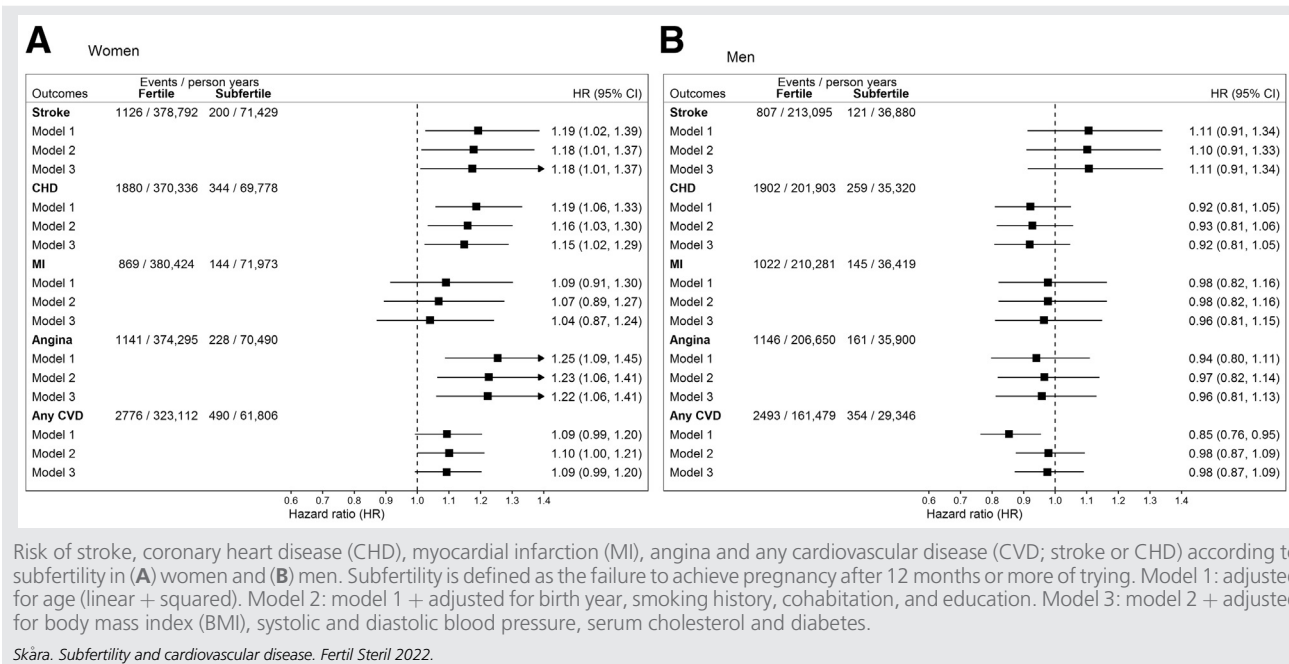 A
Women
Events / person years
Outcomes Fertile Subfertile HR (95% CI)
Stroke 1126 / 378,792 200 / 71,429
Model 1 1.19 (1.02, 1.39)
Model 2 1.18 (1.01, 1.37)
Model 3 1.18 (1.01, 1.37)
CHD 1880 / 370,336 344 / 69,778
Model 1 1.19 (1.06, 1.33)
Model 2 1.16 (1.03, 1.30)
Model 3 1.15 (1.02, 1.29)
MI 869 / 380,424 144 / 71,973
Model 1 1.09 (0.91, 1.30)
Model 2 1.07 (0.89, 1.27)
Model 3 1.04 (0.87, 1.24)
Angina 1141 / 374,295 228 / 70,490
Model 1 1.25 (1.09, 1.45)
Model 2 1.23 (1.06, 1.41)
Model 3 1.22 (1.06, 1.41)
Any CVD 2776 / 323,112 490 / 61,806
Model 1 1.09 (0.99, 1.20)
Model 2 1.10 (1.00, 1.21)
Model 3 1.09 (0.99, 1.20)
0.6 0.7 0.8 0.9 1.0 1.1 1.2 1.3 1.4
Hazard ratio (HR)
B
Men
Events / person years
Outcomes Fertile Subfertile HR (95% CI)
Stroke 807 / 213,095 121 / 36,880
Model 1 1.11 (0.91, 1.34)
Model 2 1.10 (0.91, 1.33)
Model 3 1.11 (0.91, 1.34)
CHD 1902 / 201,903 259 / 35,320
Model 1 0.92 (0.81, 1.05)
Model 2 0.93 (0.81, 1.06)
Model 3 0.92 (0.81, 1.05)
MI 1022 / 210,281 145 / 36,419
Model 1 0.98 (0.82, 1.16)
Model 2 0.98 (0.82, 1.16)
Model 3 0.96 (0.81, 1.15)
Angina 1146 / 206,650 161 / 35,900
Model 1 0.94 (0.80, 1.11)
Model 2 0.97 (0.82, 1.14)
Model 3 0.96 (0.81, 1.13)
Any CVD 2493 / 161,479 354 / 29,346
Model 1 0.85 (0.76, 0.95)
Model 2 0.98 (0.87, 1.09)
Model 3 0.98 (0.87, 1.09)
0.6 0.7 0.8 0.9 1.0 1.1 1.2 1.3 1.4
Hazard ratio (HR)
Risk of stroke, coronary heart disease (CHD), myocardial infarction (MI), angina and any cardiovascular disease (CVD; stroke or CHD) according to
subfertility in (A) women and (B) men. Subfertility is defined as the failure to achieve pregnancy after 12 months or more of trying. Model 1: adjusted
for age (linear + squared). Model 2: model 1 + adjusted for birth year, smoking history, cohabitation, and education. Model 3: model 2 + adjusted
for body mass index (BMI), systolic and diastolic blood pressure, serum cholesterol and diabetes.
Skåra. Subfertility and cardiovascular disease. Fertil Steril 2022.